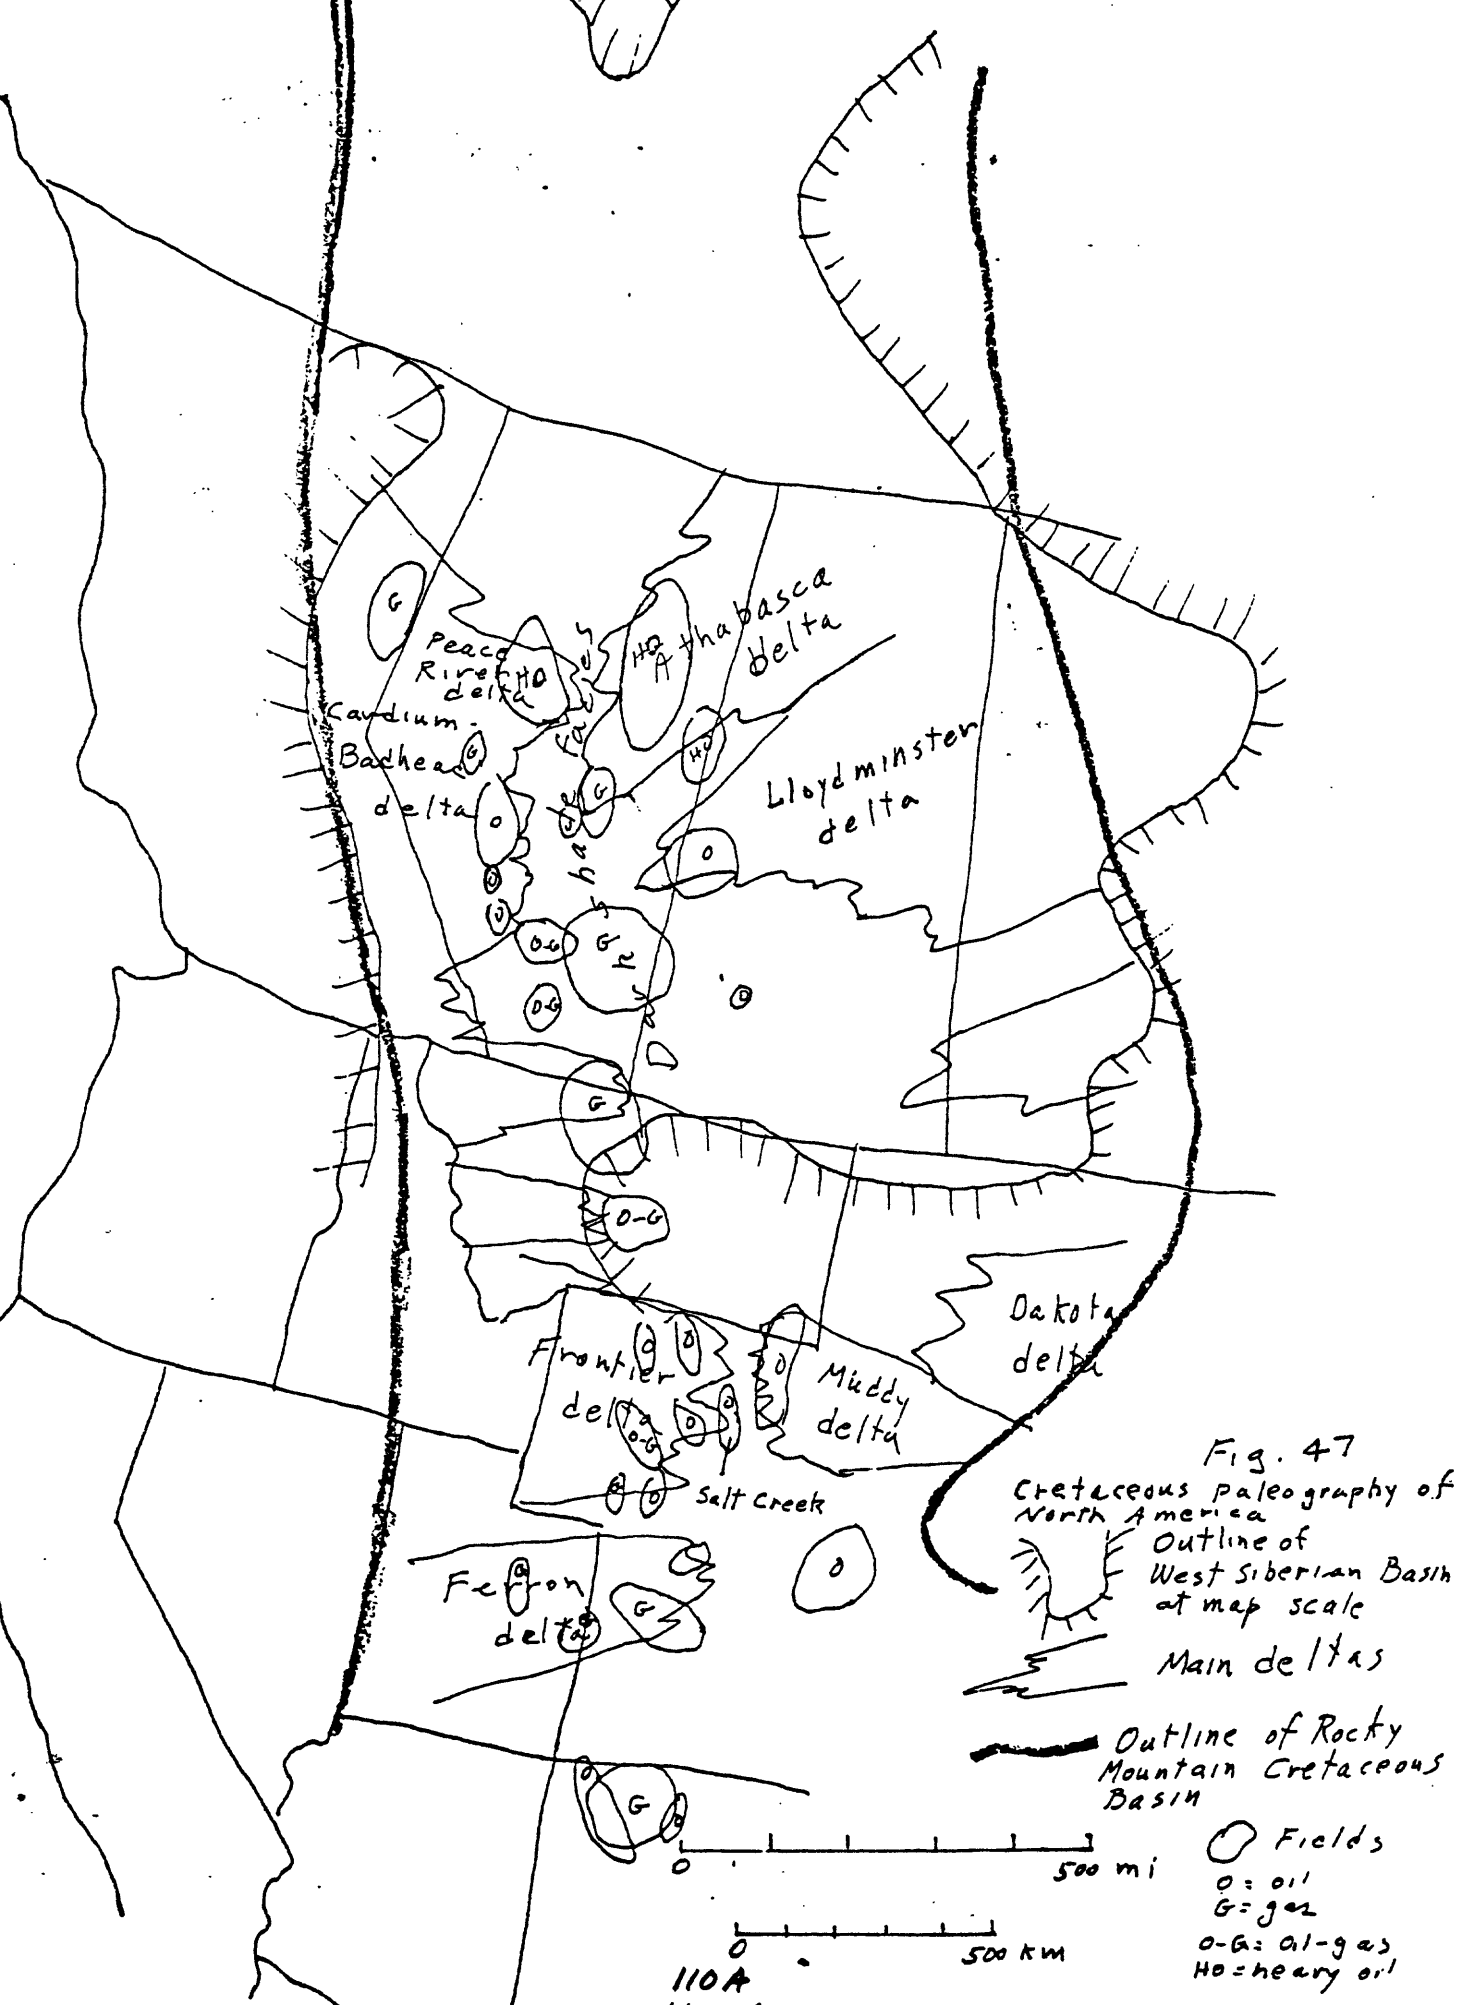 G
Peace
River
delta
HO
HO
Athabasca
delta
Cardium-
Badheac
delta
G
HO
O
G
G
shale facies
Lloydminster
delta
O
O
O
O-G
G
O-G
O
G
O-G
Frontier
delta
O
O
O
O-G
O
O
O
O
Muddy
delta
Dakota
delta
Salt Creek
Ferron
delta
O
G
G
O
O
G
O
Fig. 47
Cretaceous Paleography of
North America
Outline of
West Siberian Basin
at map scale
Main deltas
Outline of Rocky
Mountain Cretaceous
Basin
Fields
O = oil
G = gas
O-G = oil-gas
HO = heavy oil
0 500 mi
0 500 km
110A